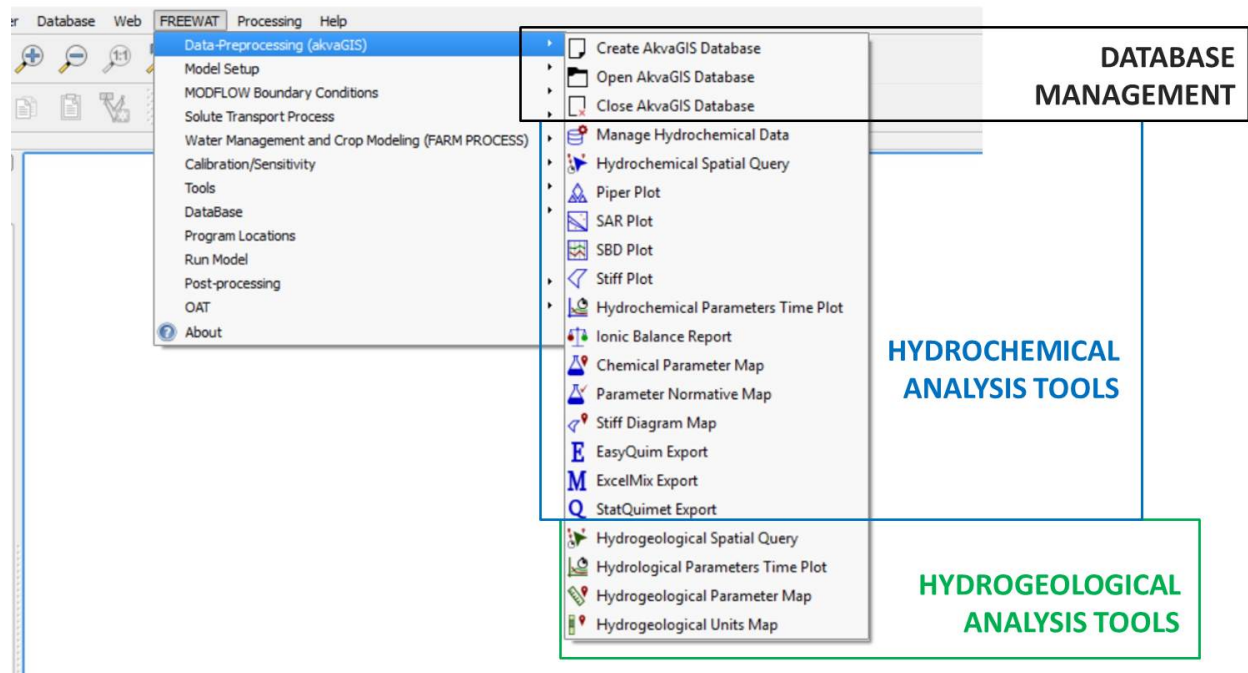 r Database Web FREEWAT Processing Help
Data-Preprocessing (akvaGIS)
Model Setup
MODFLOW Boundary Conditions
Solute Transport Process
Water Management and Crop Modeling (FARM PROCESS)
Calibration/Sensitivity
Tools
DataBase
Program Locations
Run Model
Post-processing
OAT
About
Create AkvaGIS Database
Open AkvaGIS Database
Close AkvaGIS Database
Manage Hydrochemical Data
Hydrochemical Spatial Query
Piper Plot
SAR Plot
SBD Plot
Stiff Plot
Hydrochemical Parameters Time Plot
Ionic Balance Report
Chemical Parameter Map
Parameter Normative Map
Stiff Diagram Map
E EasyQuim Export
M ExcelMix Export
Q StatQuimet Export
Hydrogeological Spatial Query
Hydrological Parameters Time Plot
Hydrogeological Parameter Map
Hydrogeological Units Map
DATABASE
MANAGEMENT
HYDROCHEMICAL
ANALYSIS TOOLS
HYDROGEOLOGICAL
ANALYSIS TOOLS